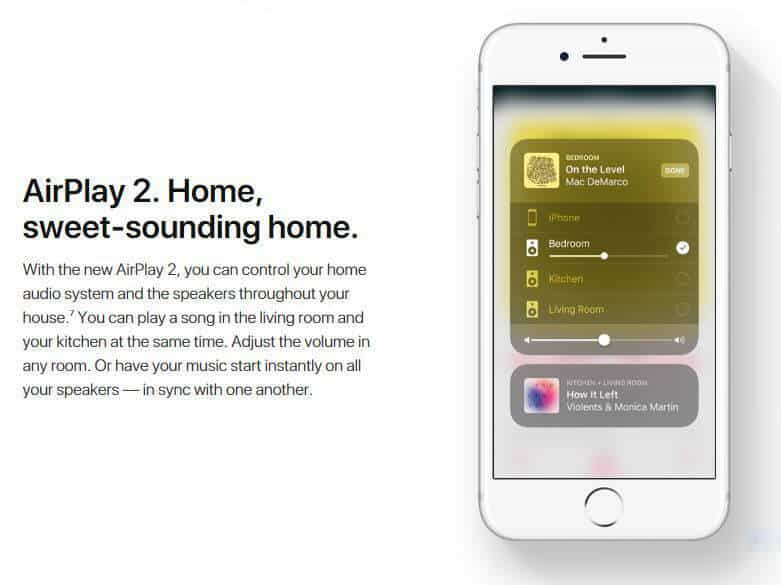 AirPlay 2. Home,
sweet-sounding home.
With the new AirPlay 2, you can control your home
audio system and the speakers throughout your
house.⁷ You can play a song in the living room and
your kitchen at the same time. Adjust the volume in
any room. Or have your music start instantly on all
your speakers — in sync with one another.
BEDROOM
On the Level
Mac DeMarco
DONE
iPhone
Bedroom
Kitchen
Living Room
KITCHEN + LIVING ROOM
How It Left
Violents & Monica Martin